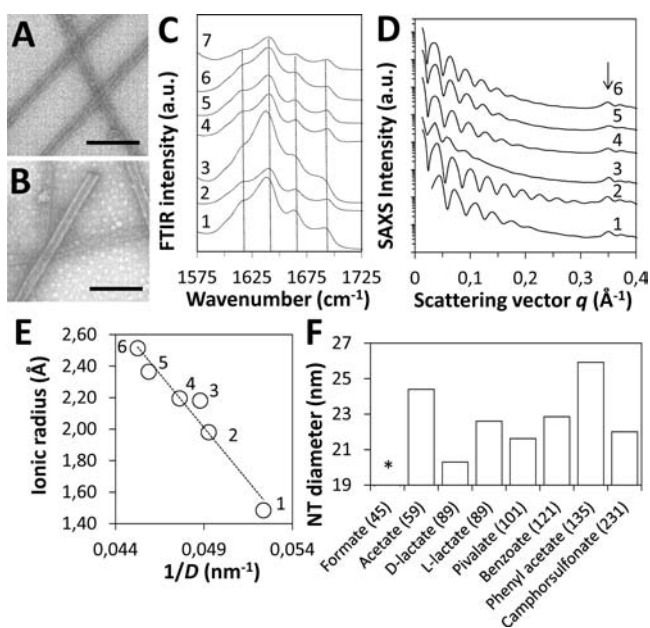 A
B
C
FTIR intensity (a.u.)
7
6
5
4
3
2
1
1575 1625 1675 1725
Wavenumber (cm-1)
D
SAXS Intensity (a.u.)
6
5
4
3
2
1
0 0,1 0,2 0,3 0,4
Scattering vector q (Å-1)
E
Ionic radius (Å)
2,60
2,40
2,20
2,00
1,80
1,60
1,40
6
5
4
3
2
1
0,044 0,049 0,054
1/D (nm-1)
F
NT diameter (nm)
27
25
23
21
19
*
Formate (45)
Acetate (59)
D-lactate (89)
L-lactate (89)
Pivalate (101)
Benzoate (121)
Phenyl acetate (135)
Camphorsulfonate (231)